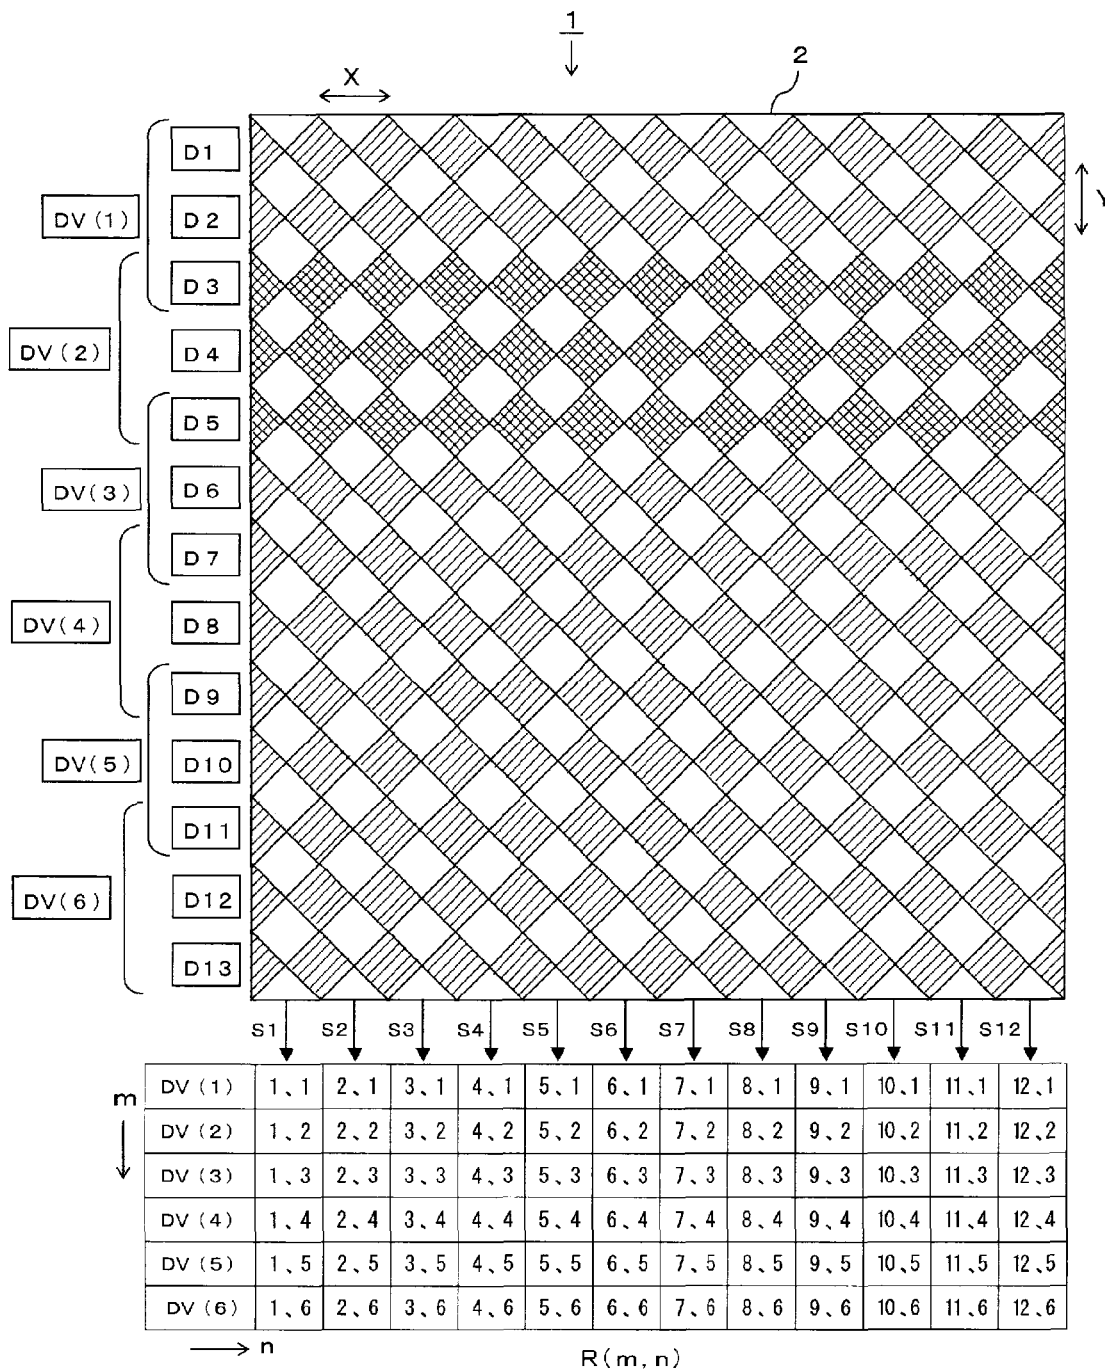 1
2
X
Y
D1
D2
D3
D4
D5
D6
D7
D8
D9
D10
D11
D12
D13
DV(1)
DV(2)
DV(3)
DV(4)
DV(5)
DV(6)
S1 S2 S3 S4 S5 S6 S7 S8 S9 S10 S11 S12
m
DV(1) 1、1 2、1 3、1 4、1 5、1 6、1 7、1 8、1 9、1 10、1 11、1 12、1
DV(2) 1、2 2、2 3、2 4、2 5、2 6、2 7、2 8、2 9、2 10、2 11、2 12、2
DV(3) 1、3 2、3 3、3 4、3 5、3 6、3 7、3 8、3 9、3 10、3 11、3 12、3
DV(4) 1、4 2、4 3、4 4、4 5、4 6、4 7、4 8、4 9、4 10、4 11、4 12、4
DV(5) 1、5 2、5 3、5 4、5 5、5 6、5 7、5 8、5 9、5 10、5 11、5 12、5
DV(6) 1、6 2、6 3、6 4、6 5、6 6、6 7、6 8、6 9、6 10、6 11、6 12、6
n
R(m, n)